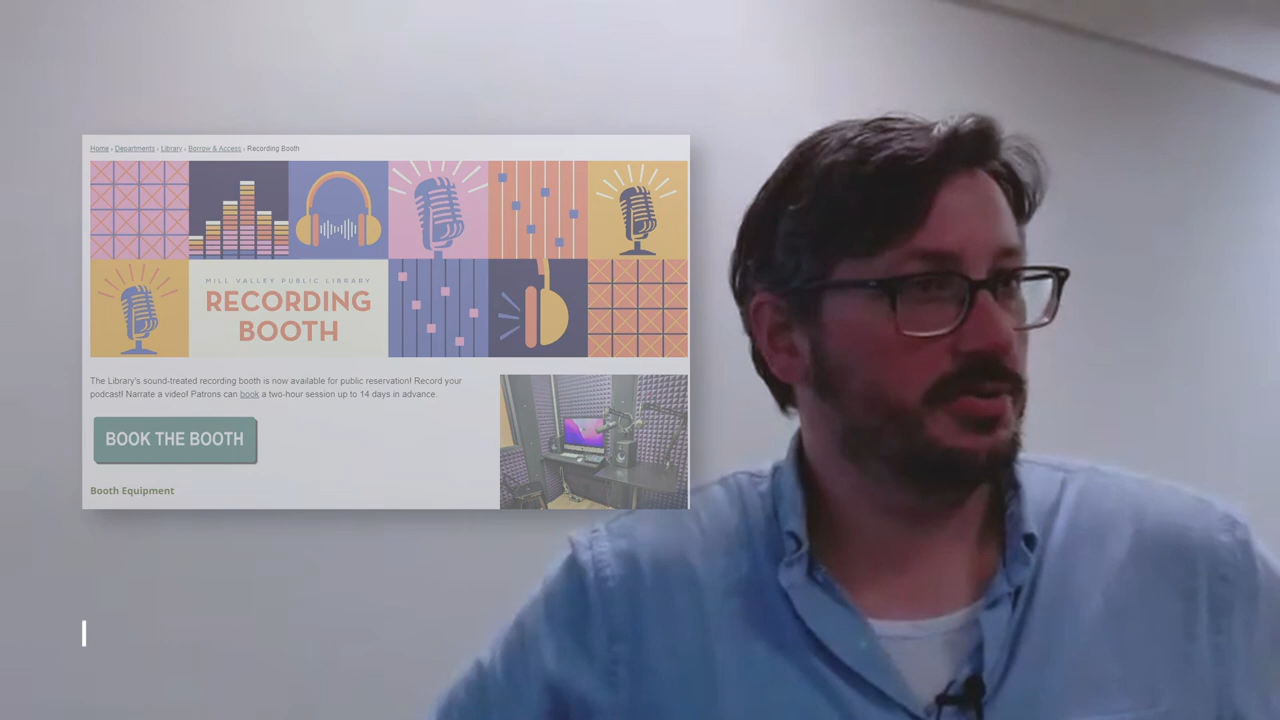 Home › Departments › Library › Borrow & Access › Recording Booth
MILL VALLEY PUBLIC LIBRARY
RECORDING
BOOTH
The Library's sound-treated recording booth is now available for public reservation! Record your
podcast! Narrate a video! Patrons can book a two-hour session up to 14 days in advance.
BOOK THE BOOTH
Booth Equipment